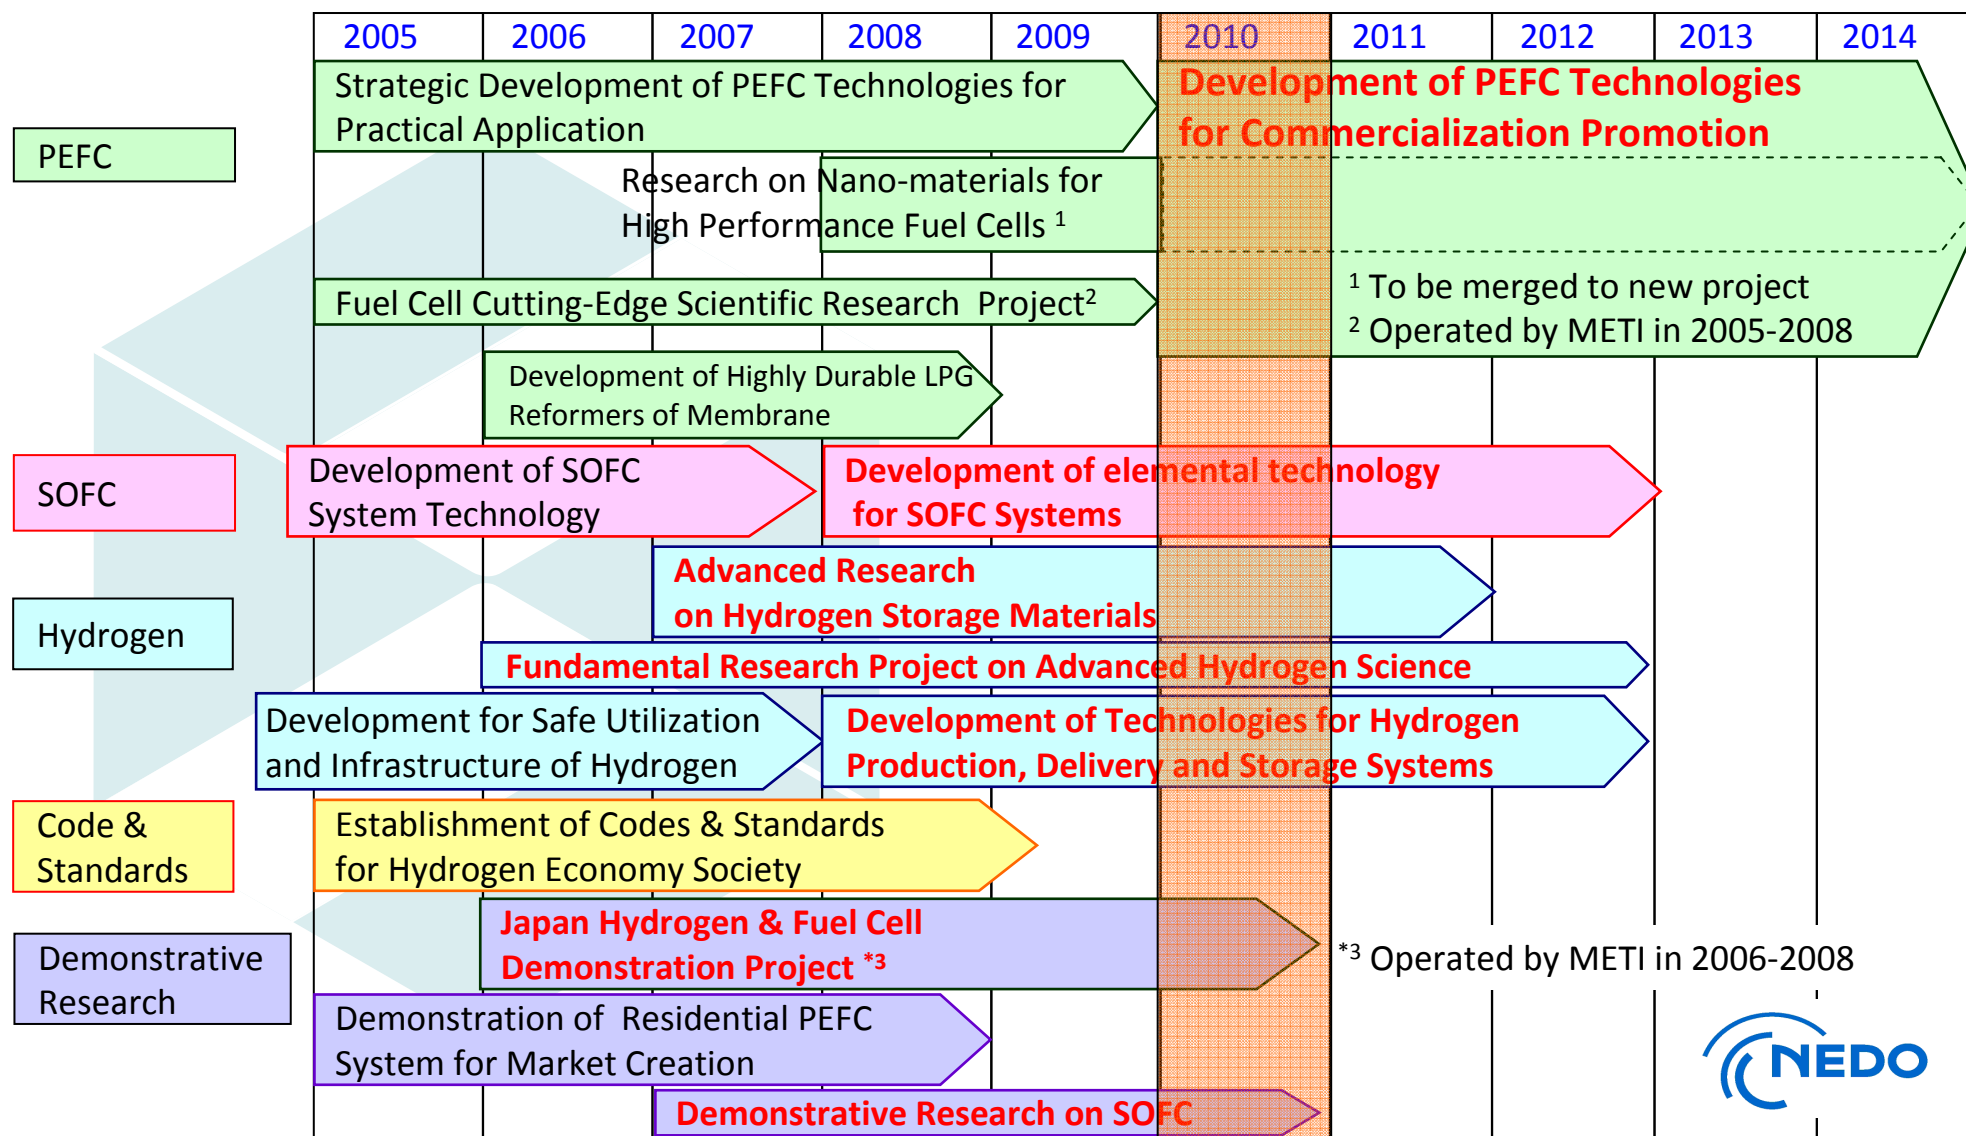 2005 2006 2007 2008 2009 2010 2011 2012 2013 2014
PEFC
Strategic Development of PEFC Technologies for
Practical Application
Development of PEFC Technologies
for Commercialization Promotion
Research on Nano-materials for
High Performance Fuel Cells ¹
Fuel Cell Cutting-Edge Scientific Research Project²
¹ To be merged to new project
² Operated by METI in 2005-2008
Development of Highly Durable LPG
Reformers of Membrane
SOFC
Development of SOFC
System Technology
Development of elemental technology
for SOFC Systems
Hydrogen
Advanced Research
on Hydrogen Storage Materials
Fundamental Research Project on Advanced Hydrogen Science
Development for Safe Utilization
and Infrastructure of Hydrogen
Development of Technologies for Hydrogen
Production, Delivery and Storage Systems
Code &
Standards
Establishment of Codes & Standards
for Hydrogen Economy Society
Demonstrative
Research
Japan Hydrogen & Fuel Cell
Demonstration Project *³
*³ Operated by METI in 2006-2008
Demonstration of Residential PEFC
System for Market Creation
Demonstrative Research on SOFC
NEDO